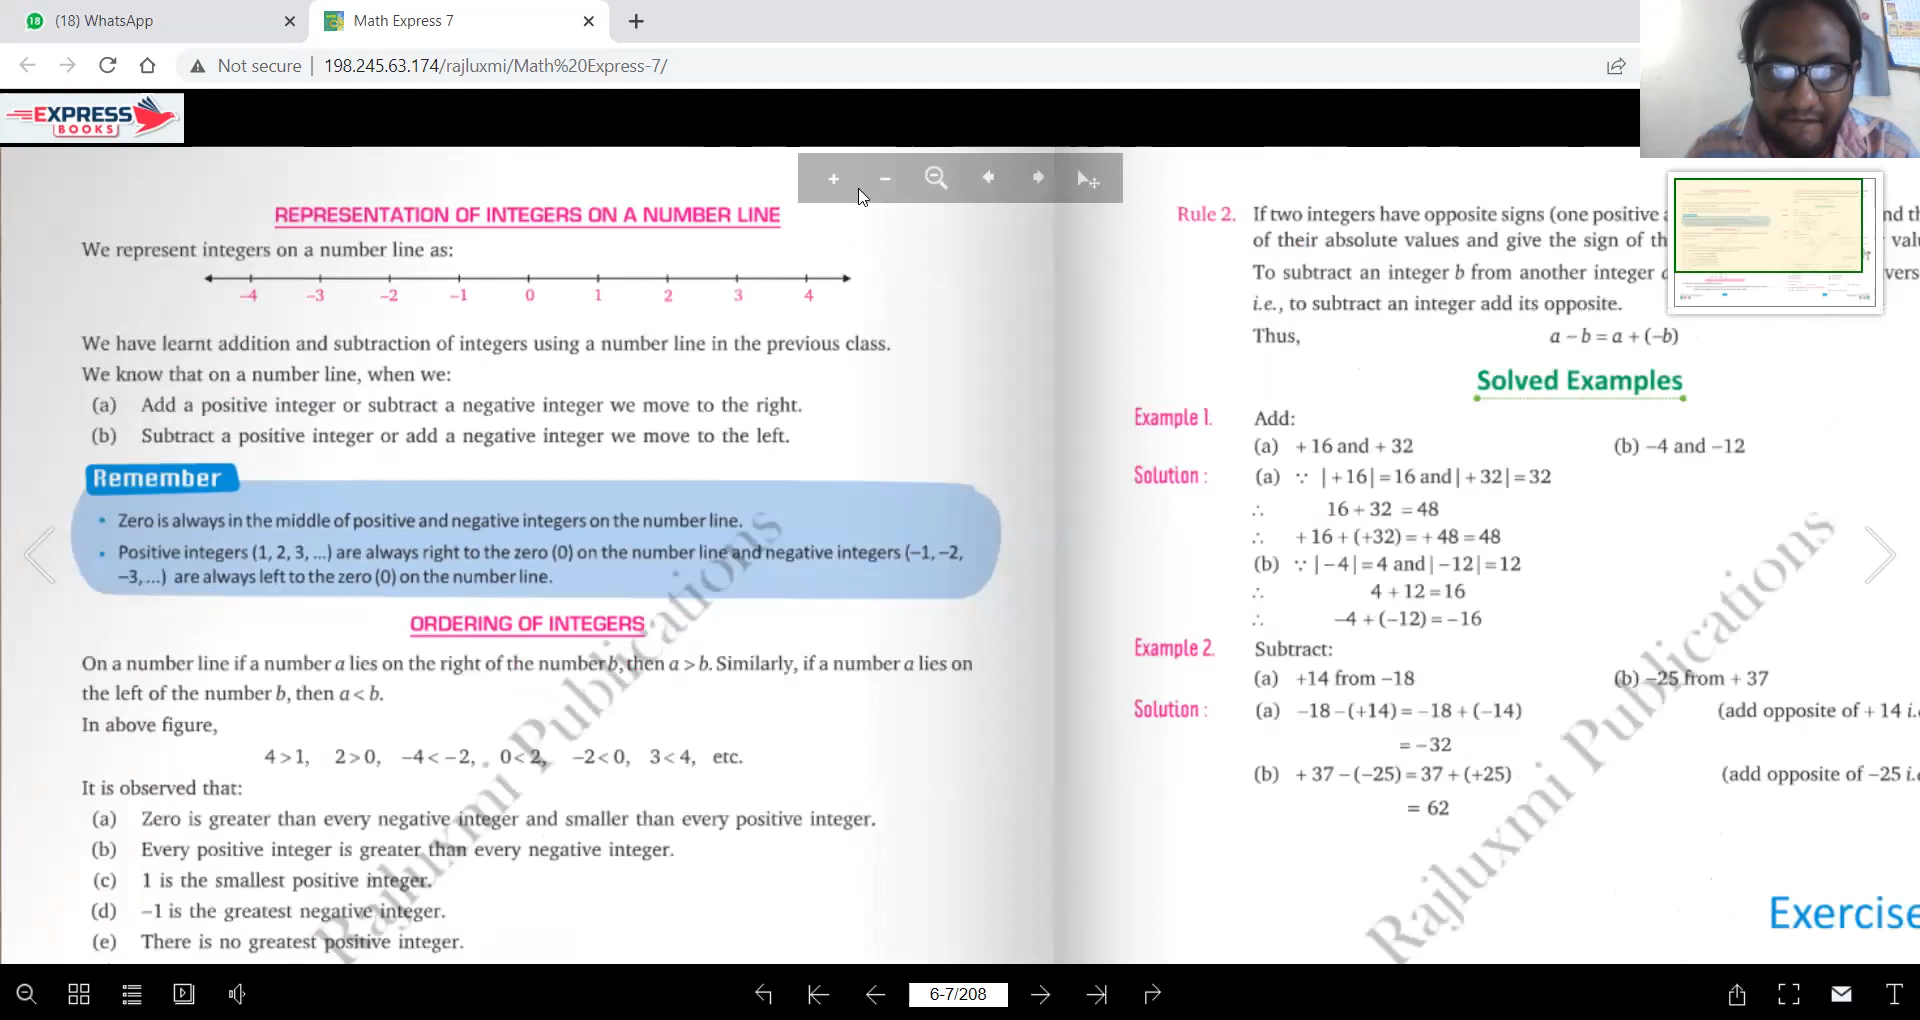 (18) WhatsApp
Math Express 7
Not secure
198.245.63.174/rajluxmi/Math%20Express-7/
EXPRESS
BOOKS
REPRESENTATION OF INTEGERS ON A NUMBER LINE
We represent integers on a number line as:
–4 –3 –2 –1 0 1 2 3 4
We have learnt addition and subtraction of integers using a number line in the previous class.
We know that on a number line, when we:
(a) Add a positive integer or subtract a negative integer we move to the right.
(b) Subtract a positive integer or add a negative integer we move to the left.
Remember
• Zero is always in the middle of positive and negative integers on the number line.
• Positive integers (1, 2, 3, ...) are always right to the zero (0) on the number line and negative integers (–1, –2,
–3, ...) are always left to the zero (0) on the number line.
ORDERING OF INTEGERS
On a number line if a number a lies on the right of the number b, then a > b. Similarly, if a number a lies on
the left of the number b, then a < b.
In above figure,
4 > 1, 2 > 0, –4 < –2, 0 < 2, –2 < 0, 3 < 4, etc.
It is observed that:
(a) Zero is greater than every negative integer and smaller than every positive integer.
(b) Every positive integer is greater than every negative integer.
(c) 1 is the smallest positive integer.
(d) –1 is the greatest negative integer.
(e) There is no greatest positive integer.
Rajluxmi Publications
Rule 2. If two integers have opposite signs (one positive
of their absolute values and give the sign of th
To subtract an integer b from another integer
i.e., to subtract an integer add its opposite.
Thus, a – b = a + (–b)
Solved Examples
Example 1. Add:
(a) + 16 and + 32 (b) –4 and –12
Solution : (a) ∵ | + 16 | = 16 and | + 32 | = 32
∴ 16 + 32 = 48
∴ + 16 + (+32) = + 48 = 48
(b) ∵ | – 4 | = 4 and | –12 | = 12
∴ 4 + 12 = 16
∴ –4 + (–12) = –16
Example 2. Subtract:
(a) +14 from –18 (b) –25 from + 37
Solution : (a) –18 – (+14) = –18 + (–14) (add opposite of + 14 i.
= –32
(b) + 37 – (–25) = 37 + (+25) (add opposite of –25 i.
= 62
Exercise
Rajluxmi Publications
6-7/208